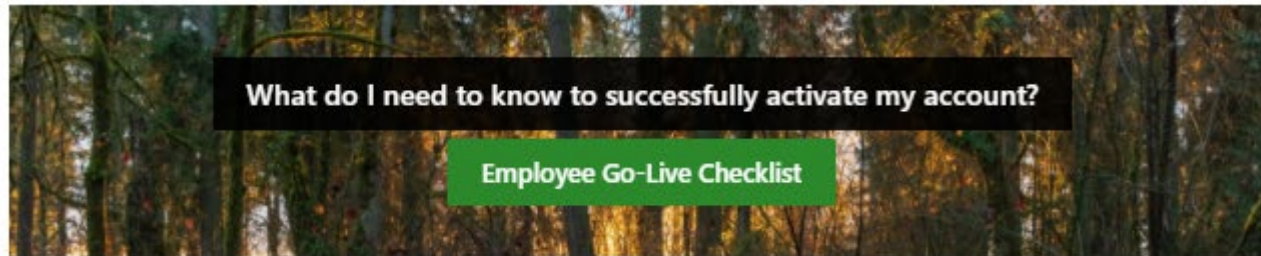 What do I need to know to successfully activate my account?
Employee Go-Live Checklist